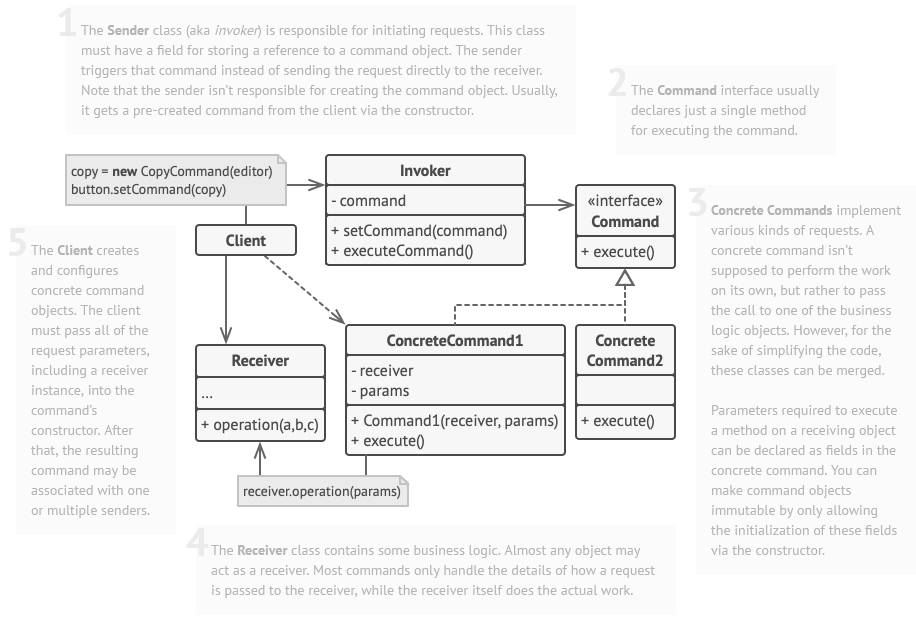 1
The Sender class (aka invoker) is responsible for initiating requests. This class
must have a field for storing a reference to a command object. The sender
triggers that command instead of sending the request directly to the receiver.
Note that the sender isn't responsible for creating the command object. Usually,
it gets a pre-created command from the client via the constructor.
2
The Command interface usually
declares just a single method
for executing the command.
copy = new CopyCommand(editor)
button.setCommand(copy)
Invoker
- command
+ setCommand(command)
+ executeCommand()
«interface»
Command
+ execute()
3
Concrete Commands implement
various kinds of requests. A
concrete command isn't
supposed to perform the work
on its own, but rather to pass
the call to one of the business
logic objects. However, for the
sake of simplifying the code,
these classes can be merged.
Parameters required to execute
a method on a receiving object
can be declared as fields in the
concrete command. You can
make command objects
immutable by only allowing
the initialization of these fields
via the constructor.
Client
5
The Client creates
and configures
concrete command
objects. The client
must pass all of the
request parameters,
including a receiver
instance, into the
command's
constructor. After
that, the resulting
command may be
associated with one
or multiple senders.
Receiver
...
+ operation(a,b,c)
ConcreteCommand1
- receiver
- params
+ Command1(receiver, params)
+ execute()
Concrete
Command2
+ execute()
receiver.operation(params)
4
The Receiver class contains some business logic. Almost any object may
act as a receiver. Most commands only handle the details of how a request
is passed to the receiver, while the receiver itself does the actual work.